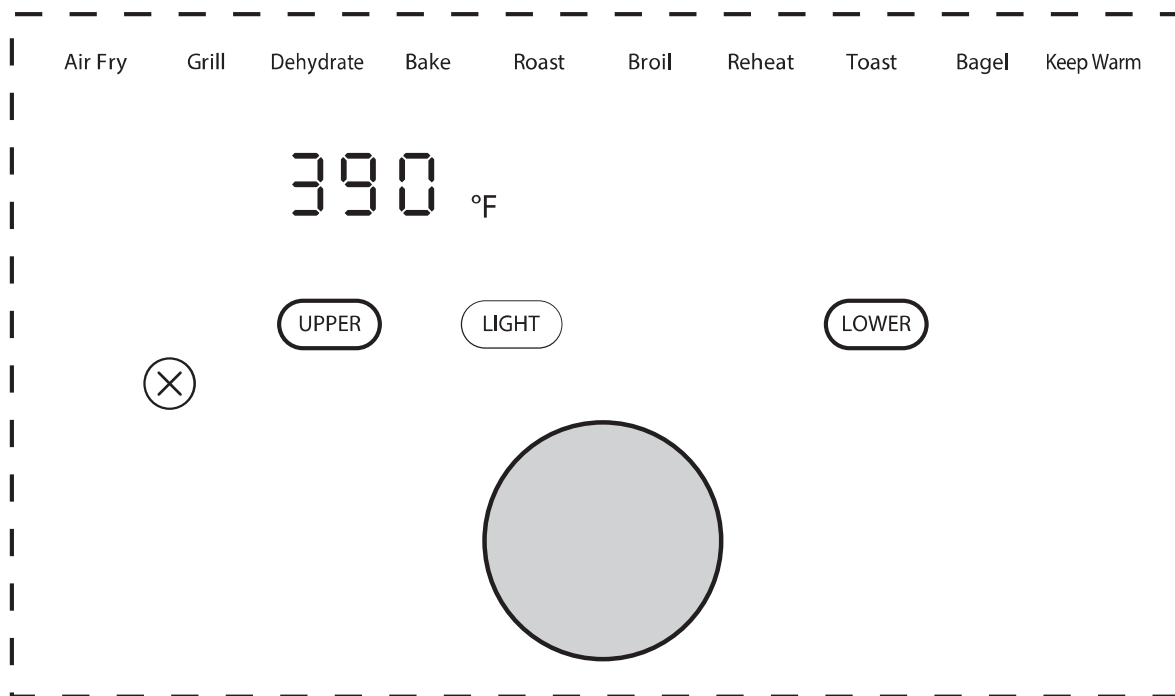 Air Fry Grill Dehydrate Bake Roast Broil Reheat Toast Bagel Keep Warm
390 °F
UPPER LIGHT LOWER